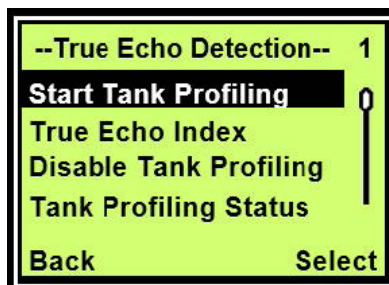 --True Echo Detection-- 1
Start Tank Profiling
True Echo Index
Disable Tank Profiling
Tank Profiling Status
Back Select